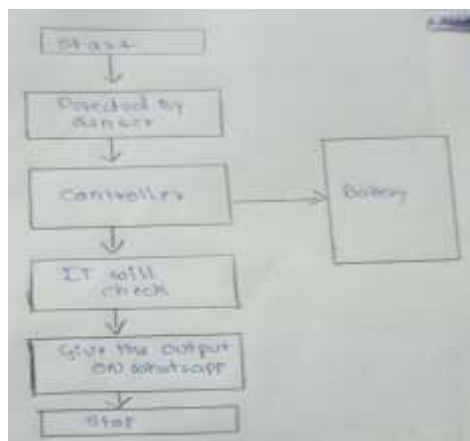 Start
Detected by
sensor
Controller
Battery
IT will
check
Give the output
ON whatsapp
Stop